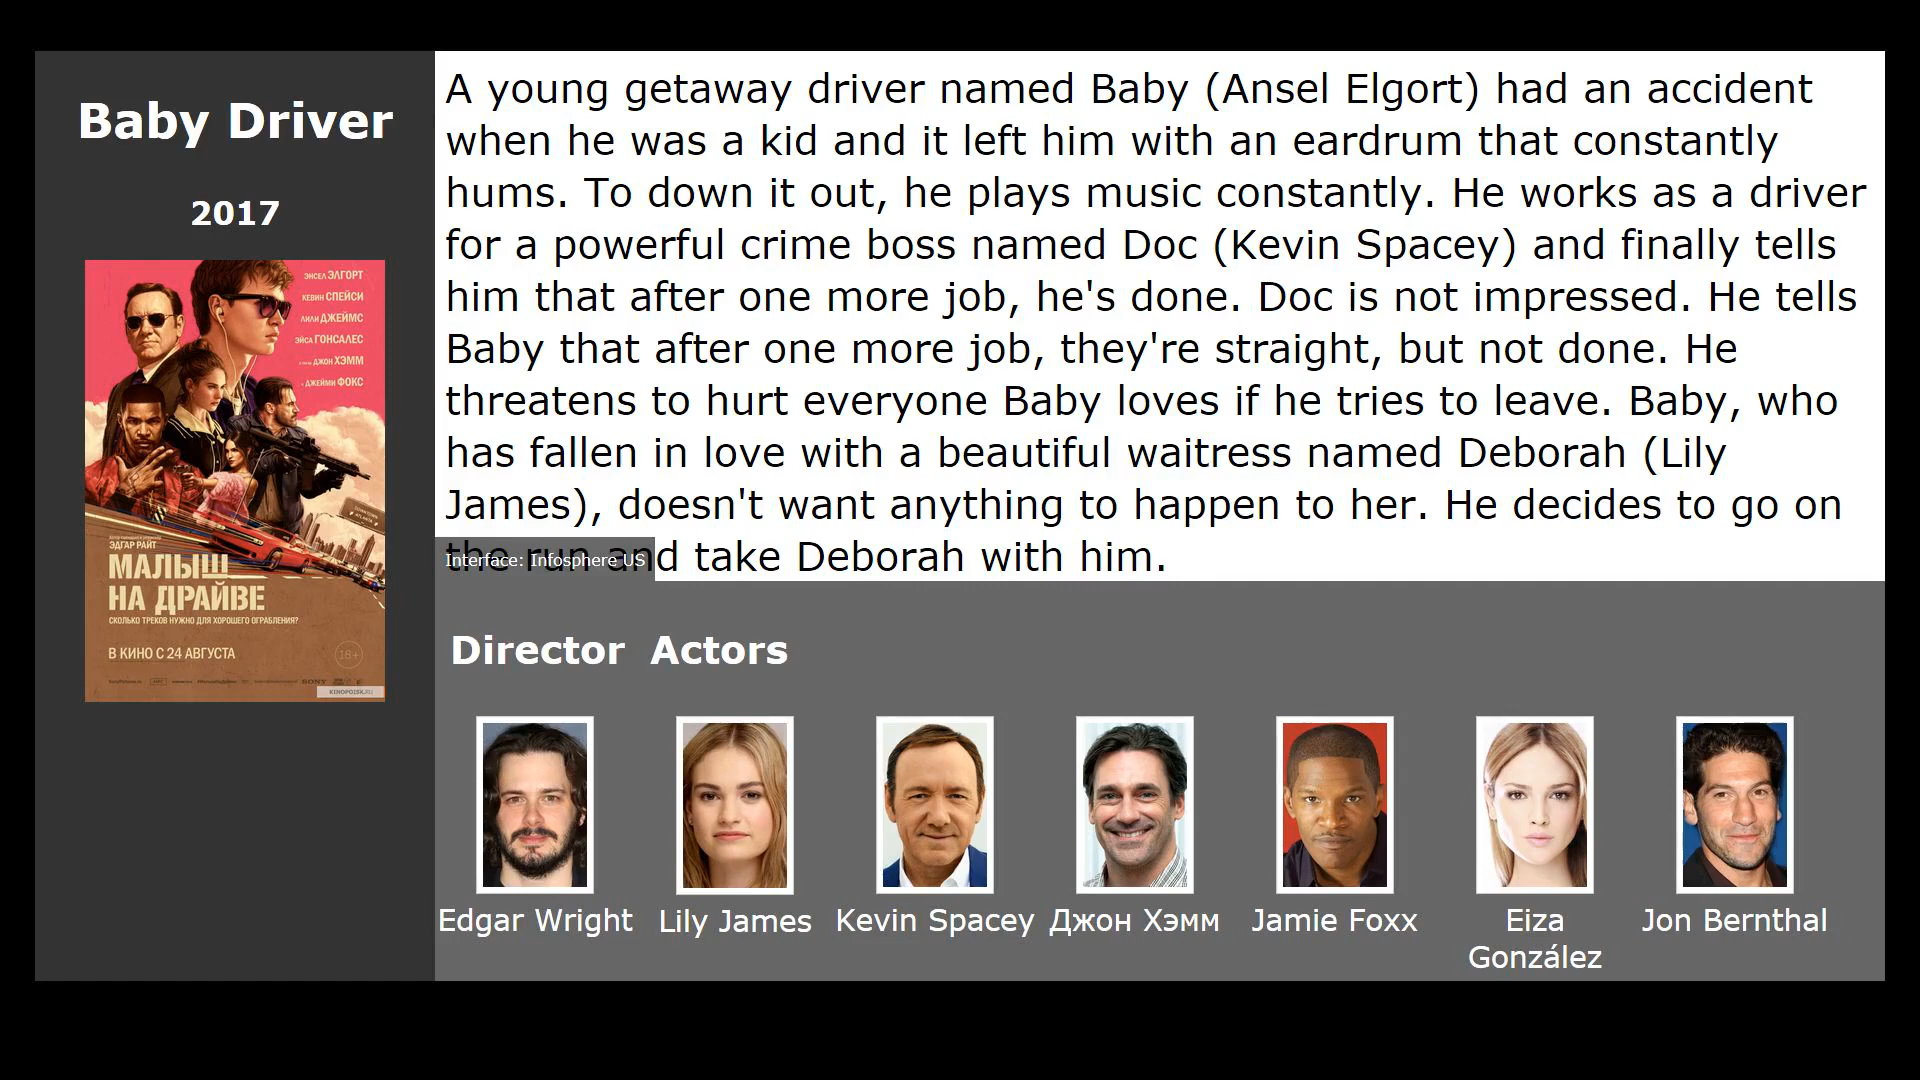 Baby Driver
2017
ЭНСЕЛ ЭЛГОРТ
КЕВИН СПЕЙСИ
ЛИЛИ ДЖЕЙМС
ЭЙСА ГОНСАЛЕС
ДЖОН ХЭММ
ДЖЕЙМИ ФОКС
ЭДГАР РАЙТ
МАЛЫШ
НА ДРАЙВЕ
СКОЛЬКО ТРЕКОВ НУЖНО ДЛЯ ХОРОШЕГО ОГРАБЛЕНИЯ?
В КИНО С 24 АВГУСТА
18+
SONY
KINOPOISK.RU
A young getaway driver named Baby (Ansel Elgort) had an accident
when he was a kid and it left him with an eardrum that constantly
hums. To down it out, he plays music constantly. He works as a driver
for a powerful crime boss named Doc (Kevin Spacey) and finally tells
him that after one more job, he's done. Doc is not impressed. He tells
Baby that after one more job, they're straight, but not done. He
threatens to hurt everyone Baby loves if he tries to leave. Baby, who
has fallen in love with a beautiful waitress named Deborah (Lily
James), doesn't want anything to happen to her. He decides to go on
the run and take Deborah with him.
Interface: Infosphere US
Director Actors
Edgar Wright Lily James Kevin Spacey Джон Хэмм Jamie Foxx Eiza Jon Bernthal
González